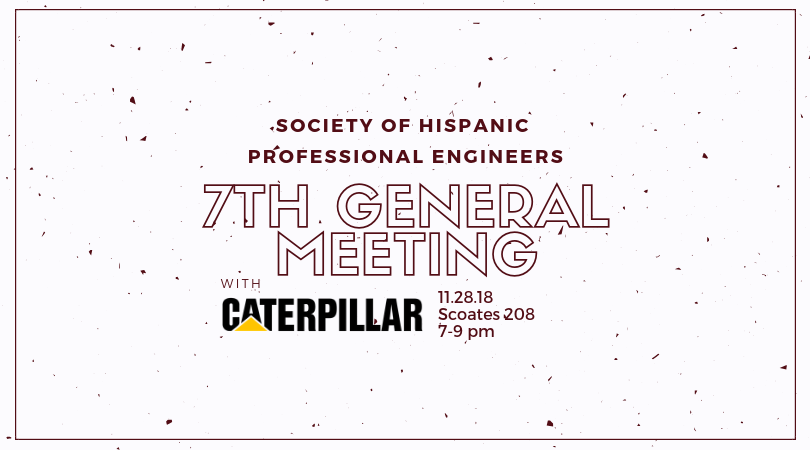 SOCIETY OF HISPANIC
PROFESSIONAL ENGINEERS
7TH GENERAL
MEETING
WITH
CATERPILLAR
11.28.18
Scoates 208
7-9 pm